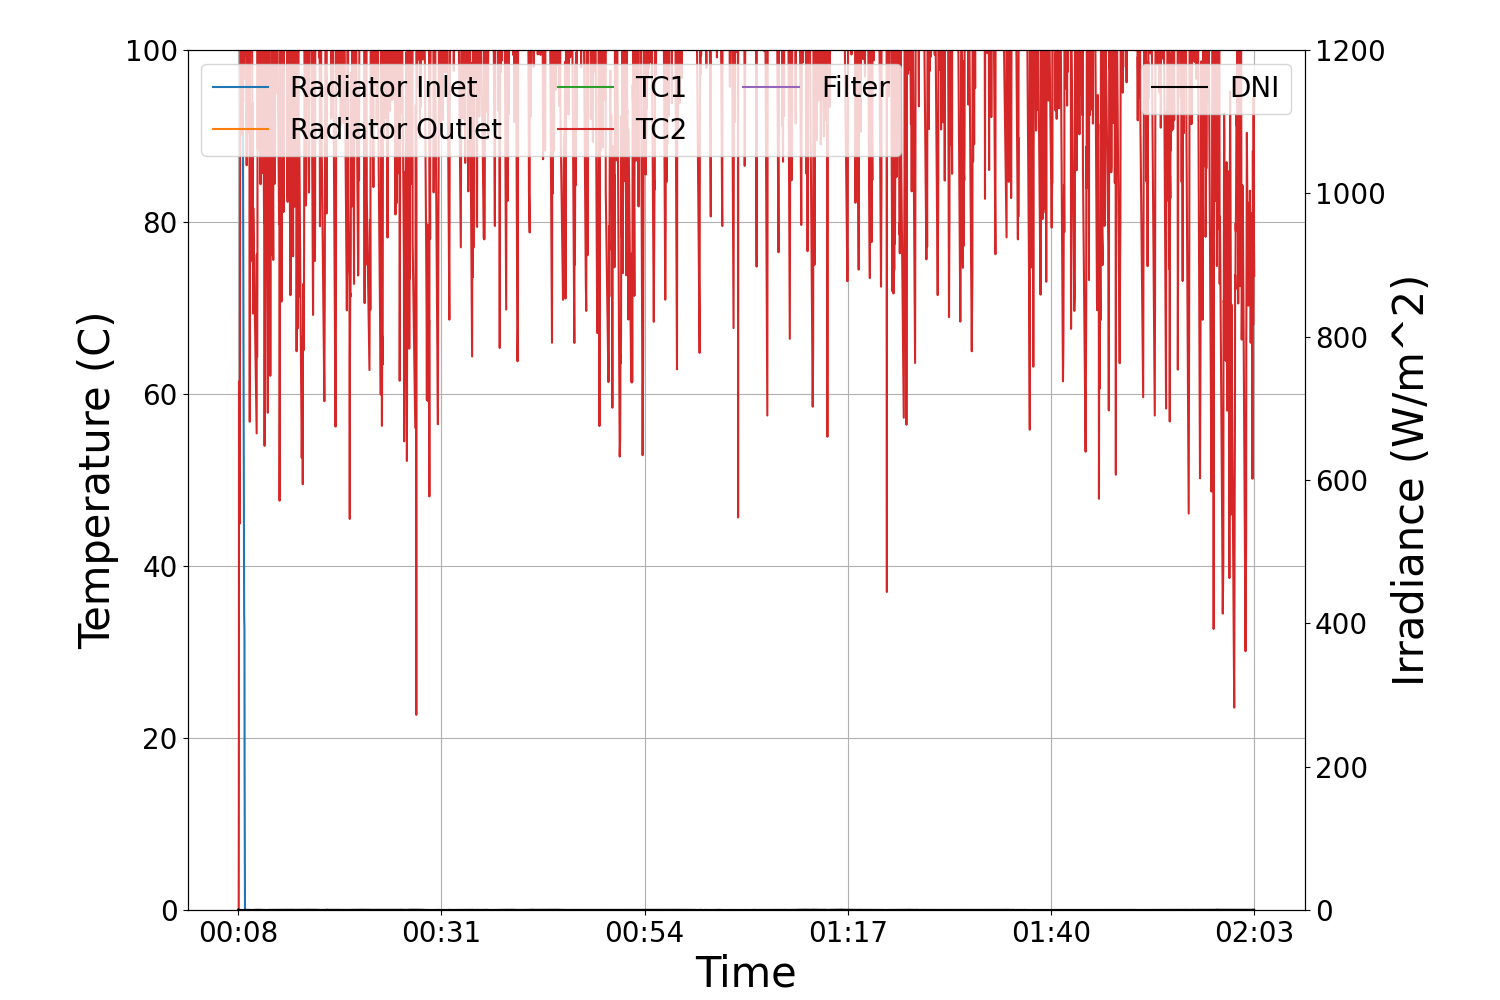 100
80
60
40
20
0
Temperature (C)
Radiator Inlet
Radiator Outlet
TC1
TC2
Filter
DNI
1200
1000
800
600
400
200
0
Irradiance (W/m^2)
00:08 00:31 00:54 01:17 01:40 02:03
Time